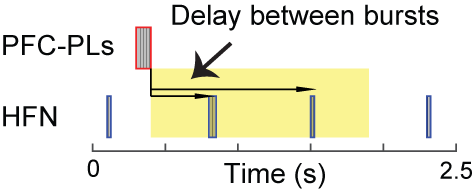 Delay between bursts
PFC-PLs
HFN
0 Time (s) 2.5